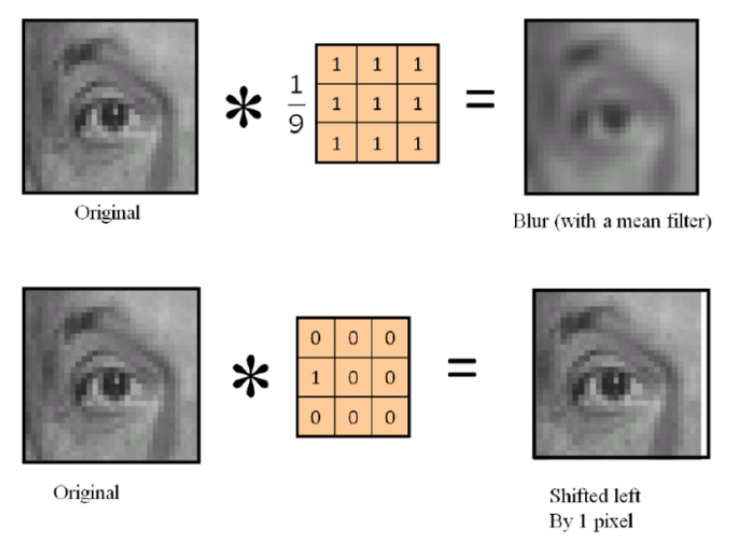 * 1/9 1 1 1 =
1 1 1
1 1 1
Original
Blur (with a mean filter)
0 0 0
* 1 0 0 =
0 0 0
Original
Shifted left
By 1 pixel